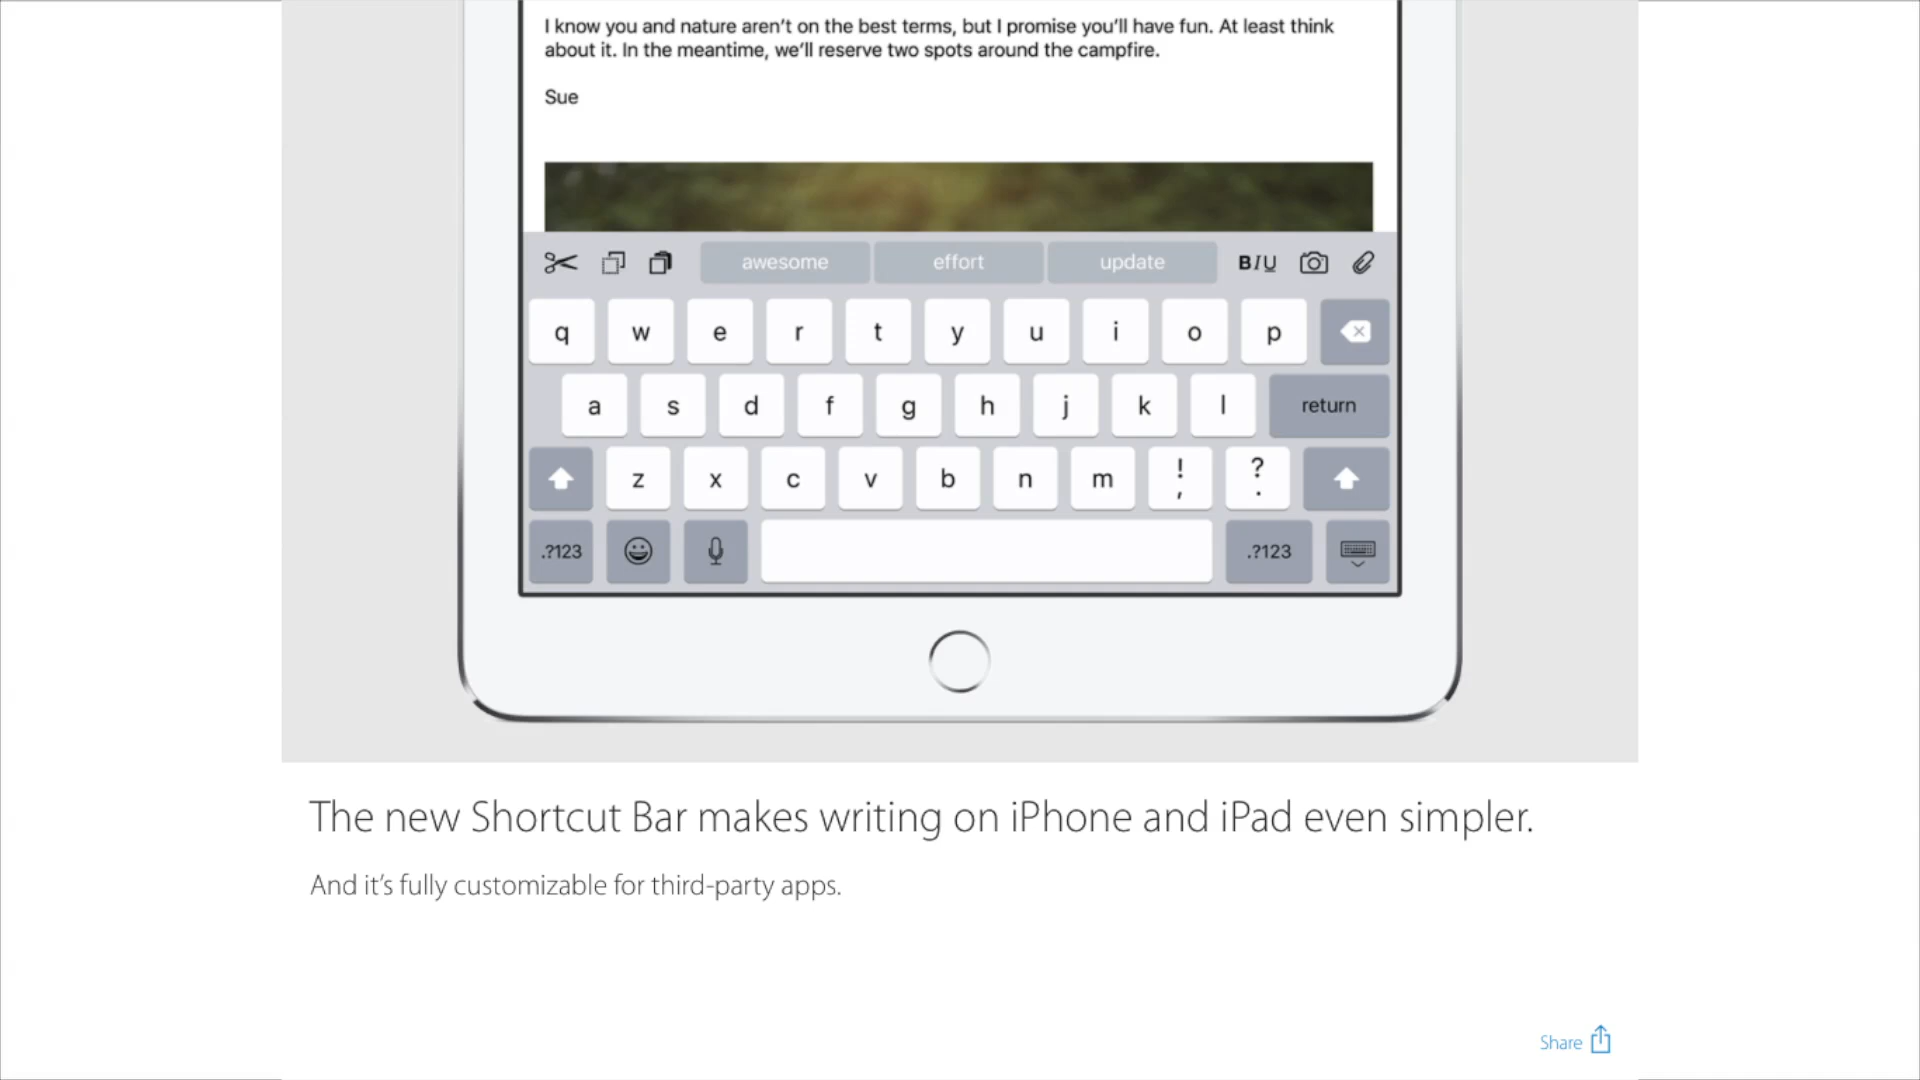 I know you and nature aren’t on the best terms, but I promise you’ll have fun. At least think
about it. In the meantime, we’ll reserve two spots around the campfire.
Sue
awesome effort update BIU
q w e r t y u i o p
a s d f g h j k l return
z x c v b n m ! , ? .
.?123 .?123
The new Shortcut Bar makes writing on iPhone and iPad even simpler.
And it’s fully customizable for third-party apps.
Share